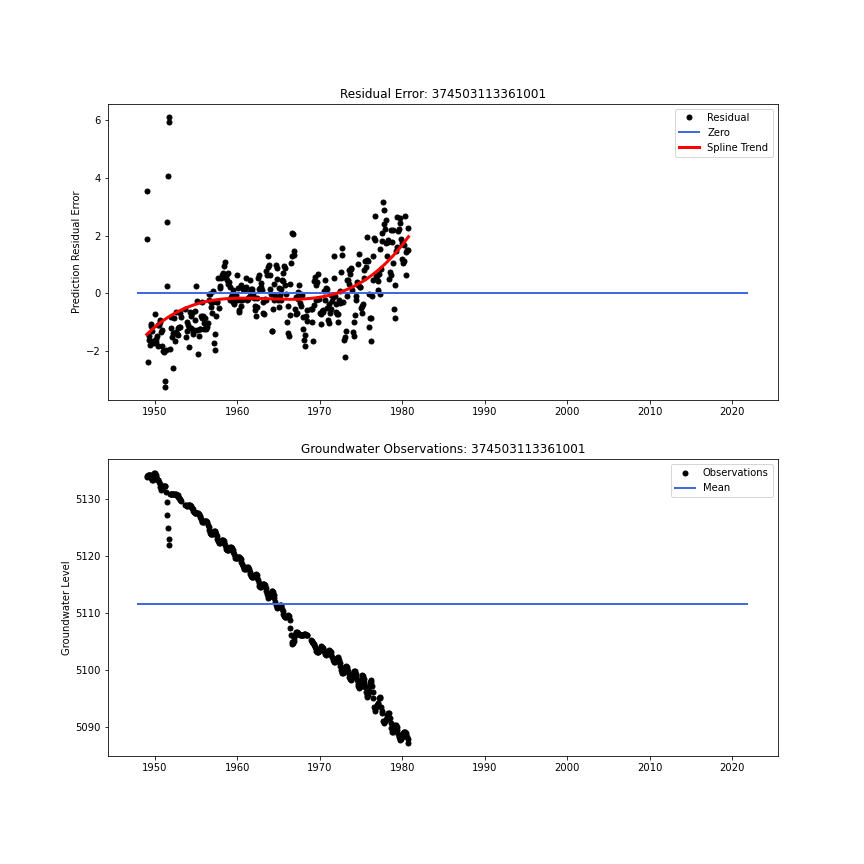 Residual Error: 374503113361001
Prediction Residual Error
6
4
2
0
−2
Residual
Zero
Spline Trend
1950 1960 1970 1980 1990 2000 2010 2020
Groundwater Observations: 374503113361001
Groundwater Level
5130
5120
5110
5100
5090
Observations
Mean
1950 1960 1970 1980 1990 2000 2010 2020